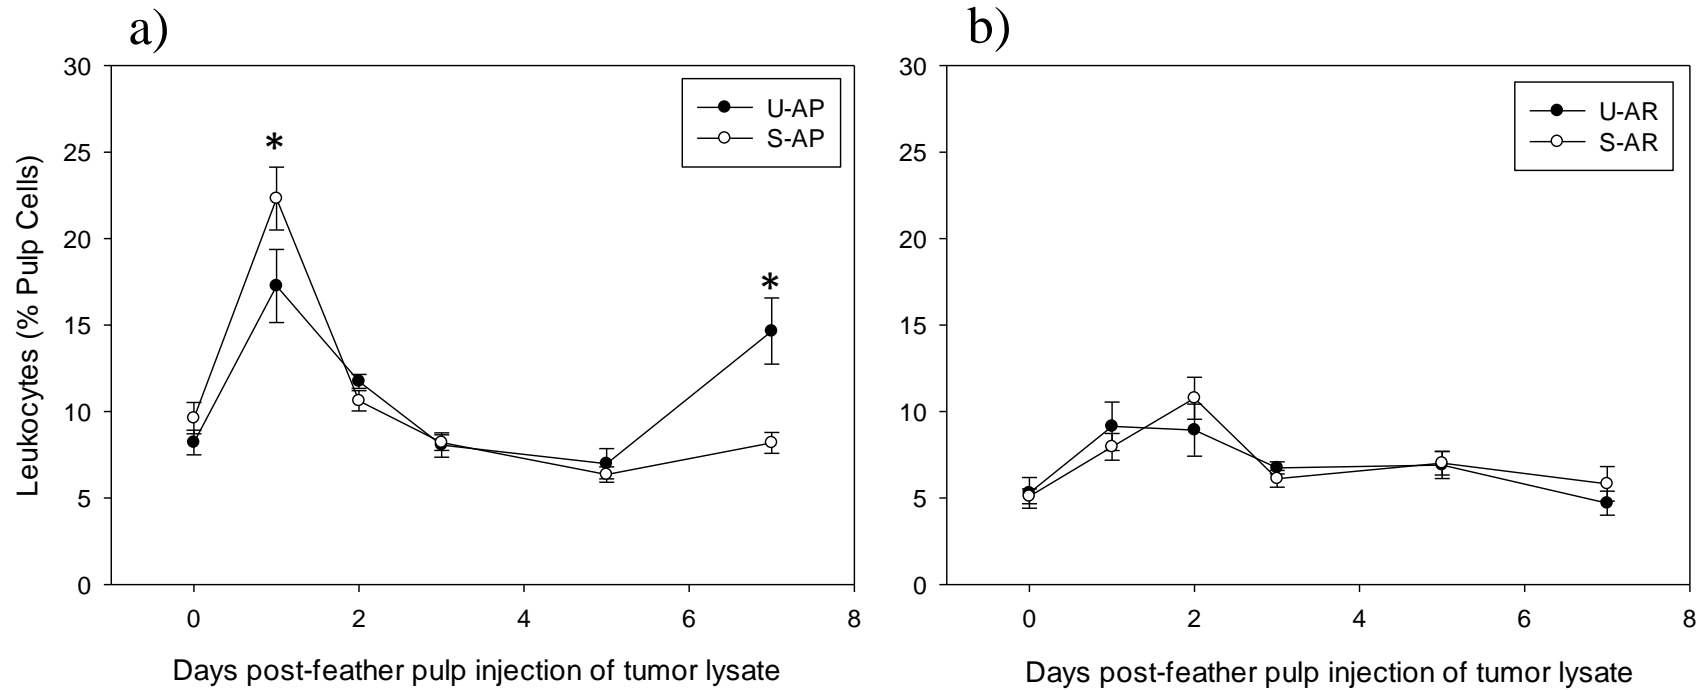 a)
30
25
20
15
10
5
0
Leukocytes (% Pulp Cells)
*
*
U-AP
S-AP
0 2 4 6 8
Days post-feather pulp injection of tumor lysate
b)
30
25
20
15
10
5
0
U-AR
S-AR
0 2 4 6 8
Days post-feather pulp injection of tumor lysate